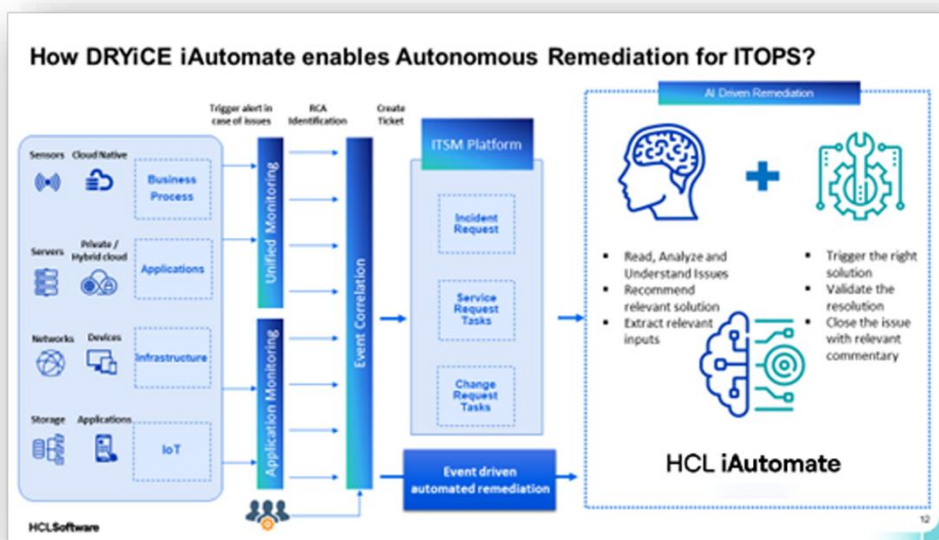 How DRYiCE iAutomate enables Autonomous Remediation for ITOPS?
Trigger alert in
case of issues
RCA
Identification
Create
Ticket
Sensors
Cloud Native
Business
Process
Servers
Private /
Hybrid cloud
Applications
Networks
Devices
Infrastructure
Storage
Applications
IoT
Unified Monitoring
Application Monitoring
Event Correlation
ITSM Platform
Incident
Request
Service
Request
Tasks
Change
Request
Tasks
Event driven
automated remediation
AI Driven Remediation
▪ Read, Analyze and
Understand Issues
▪ Recommend
relevant solution
▪ Extract relevant
inputs
▪ Trigger the right
solution
▪ Validate the
resolution
▪ Close the issue
with relevant
commentary
HCL iAutomate
HCLSoftware
12